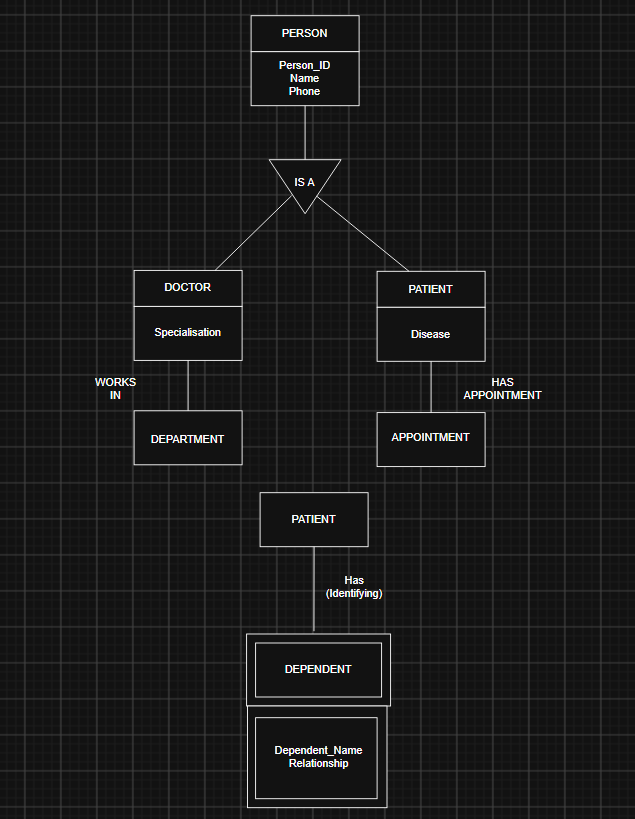 PERSON
Person_ID
Name
Phone
IS A
DOCTOR
Specialisation
PATIENT
Disease
WORKS
IN
HAS
APPOINTMENT
DEPARTMENT
APPOINTMENT
PATIENT
Has
(Identifying)
DEPENDENT
Dependent_Name
Relationship